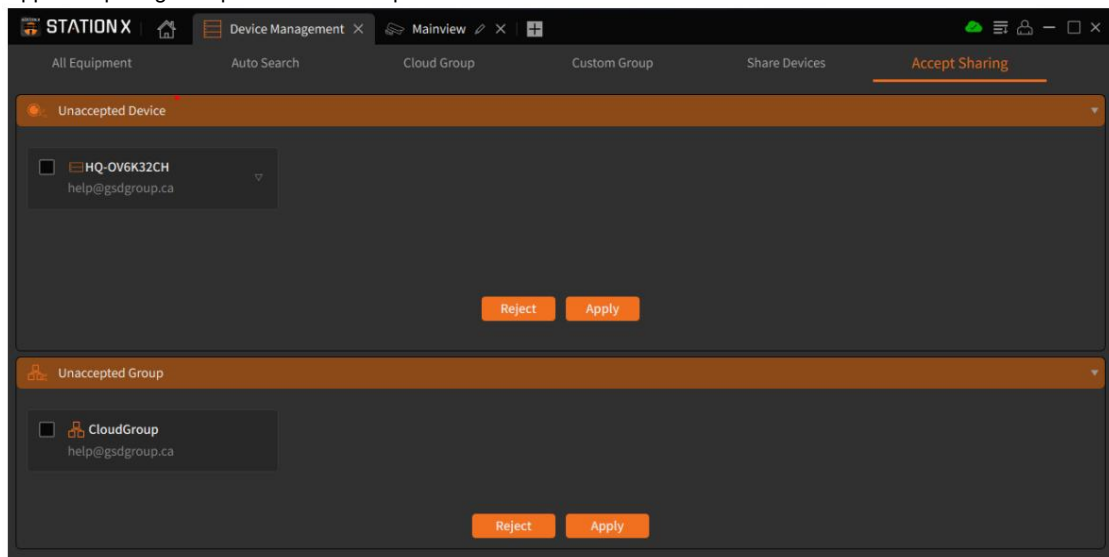 STATION X Device Management Mainview
All Equipment Auto Search Cloud Group Custom Group Share Devices Accept Sharing
Unaccepted Device
HQ-OV6K32CH
help@gsdgroup.ca
Reject Apply
Unaccepted Group
CloudGroup
help@gsdgroup.ca
Reject Apply